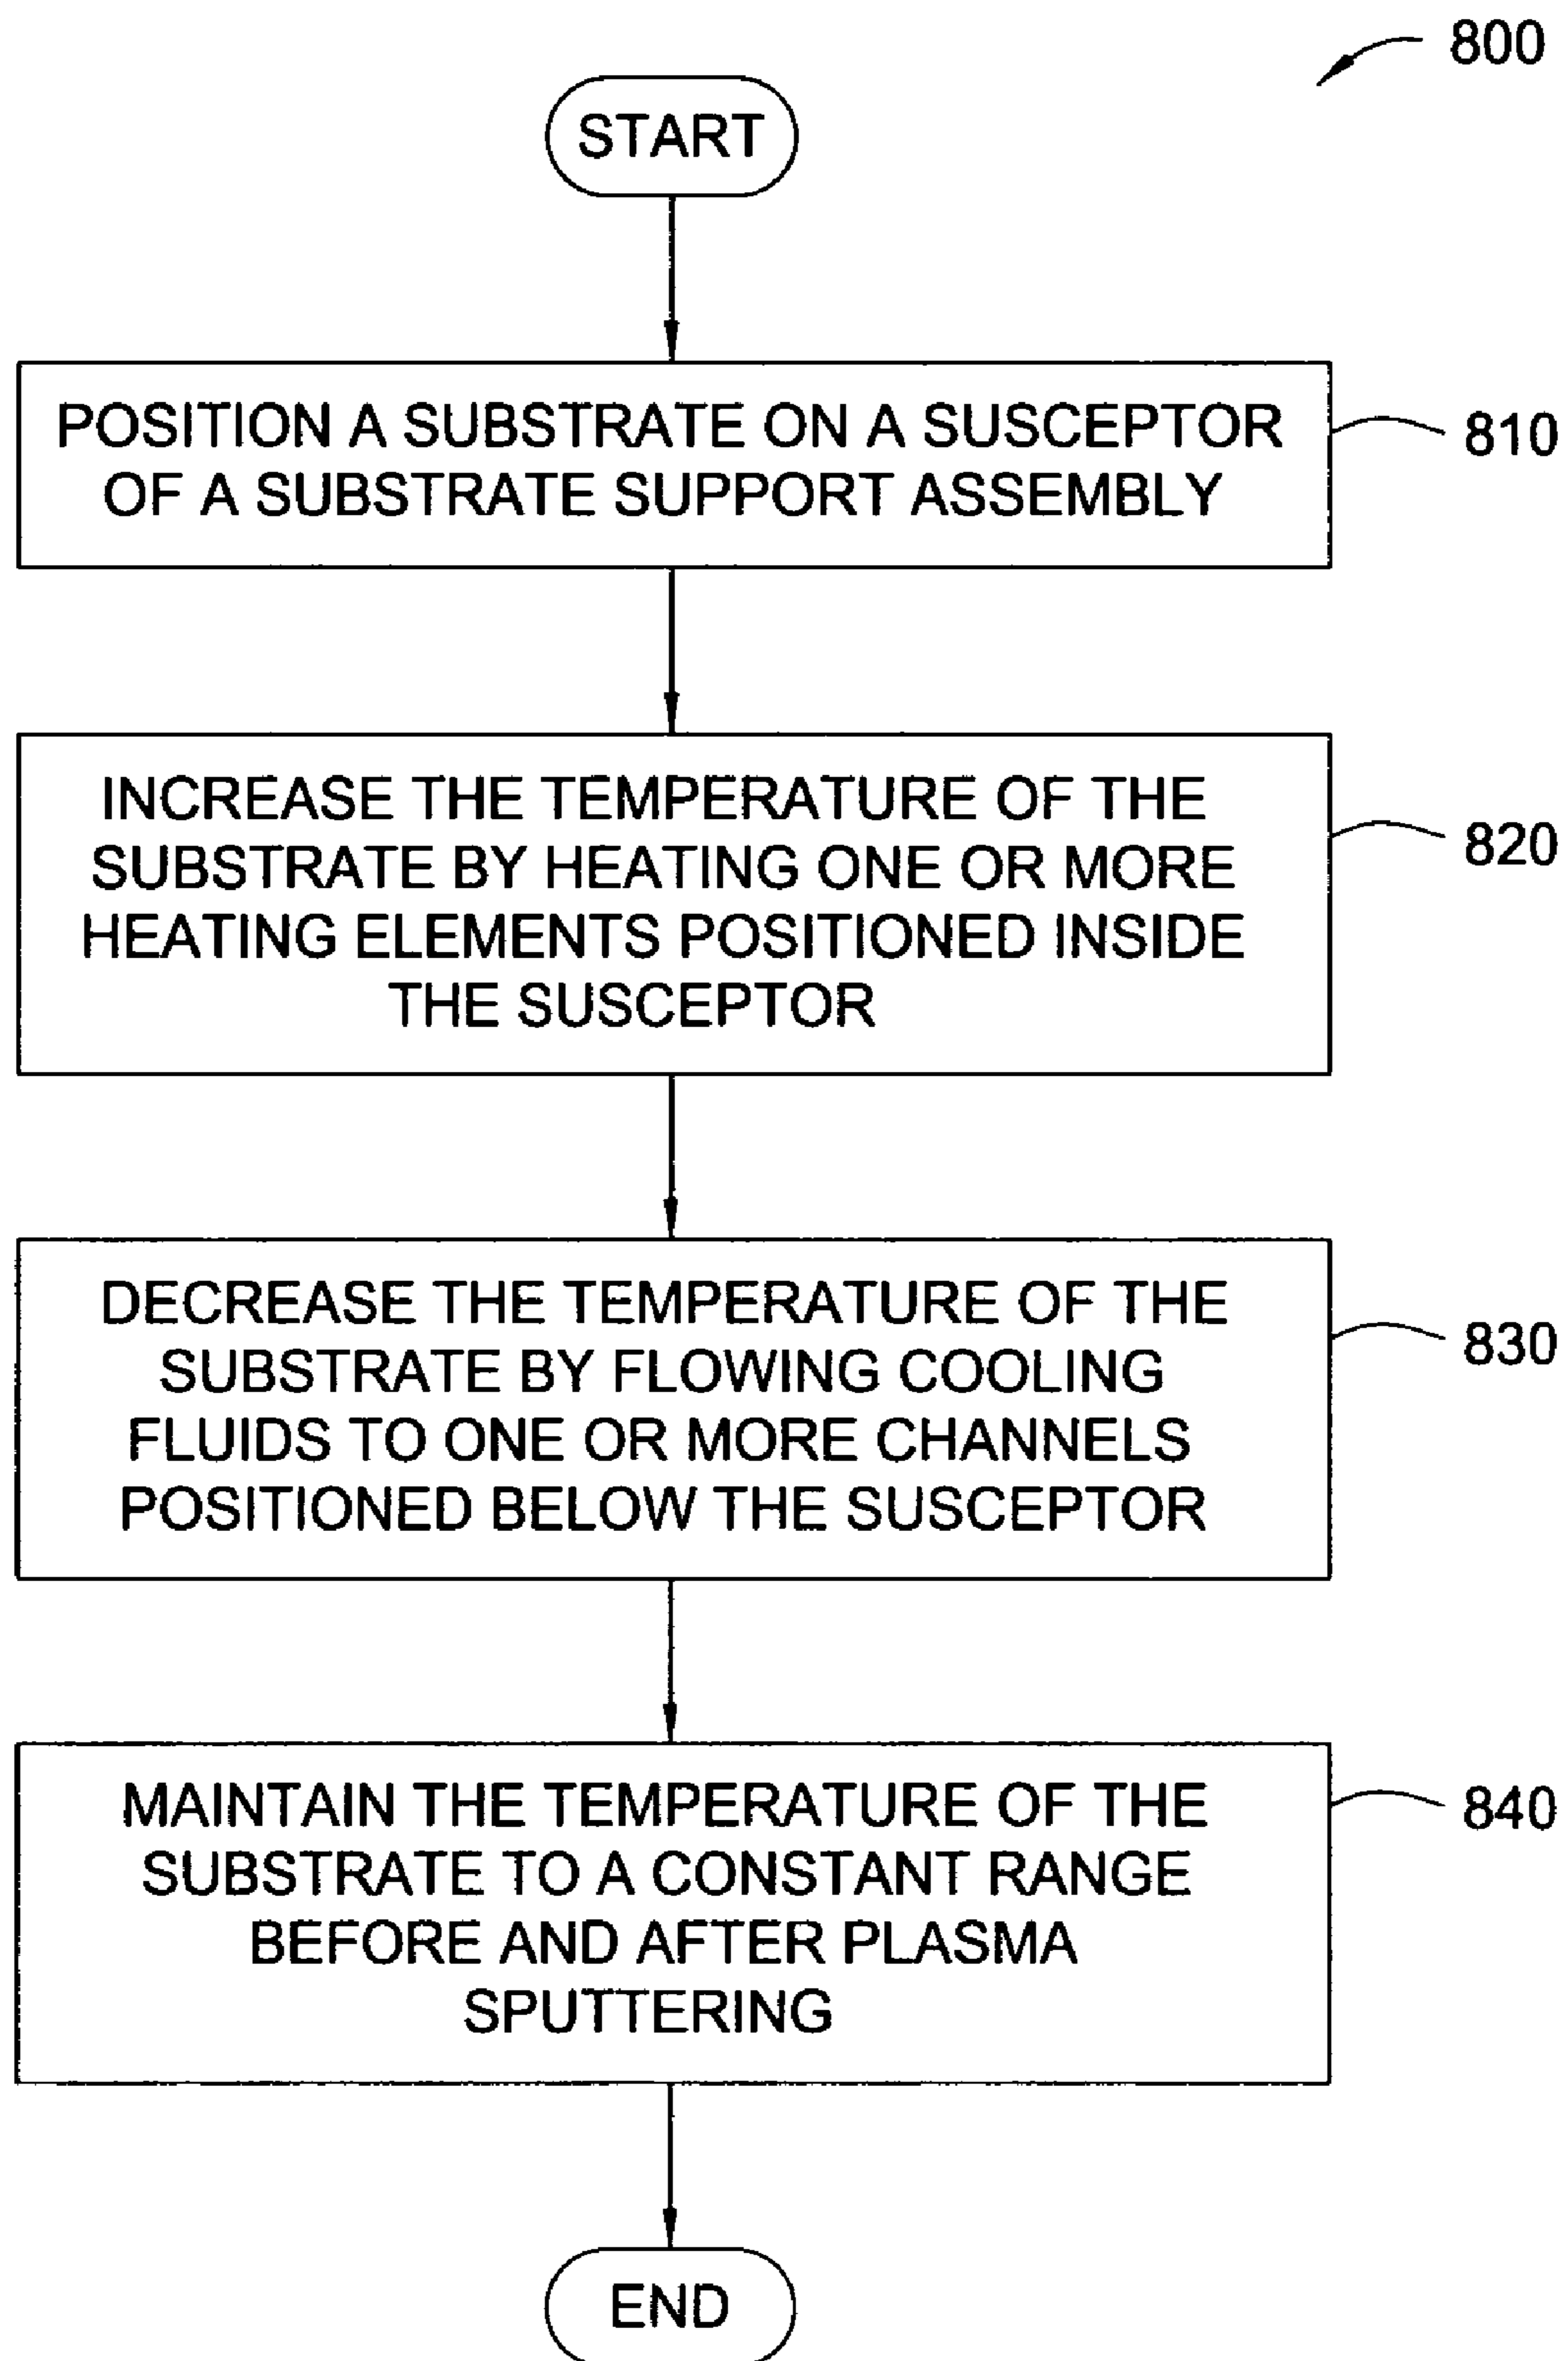 800
START
POSITION A SUBSTRATE ON A SUSCEPTOR
OF A SUBSTRATE SUPPORT ASSEMBLY
810
INCREASE THE TEMPERATURE OF THE
SUBSTRATE BY HEATING ONE OR MORE
HEATING ELEMENTS POSITIONED INSIDE
THE SUSCEPTOR
820
DECREASE THE TEMPERATURE OF THE
SUBSTRATE BY FLOWING COOLING
FLUIDS TO ONE OR MORE CHANNELS
POSITIONED BELOW THE SUSCEPTOR
830
MAINTAIN THE TEMPERATURE OF THE
SUBSTRATE TO A CONSTANT RANGE
BEFORE AND AFTER PLASMA
SPUTTERING
840
END